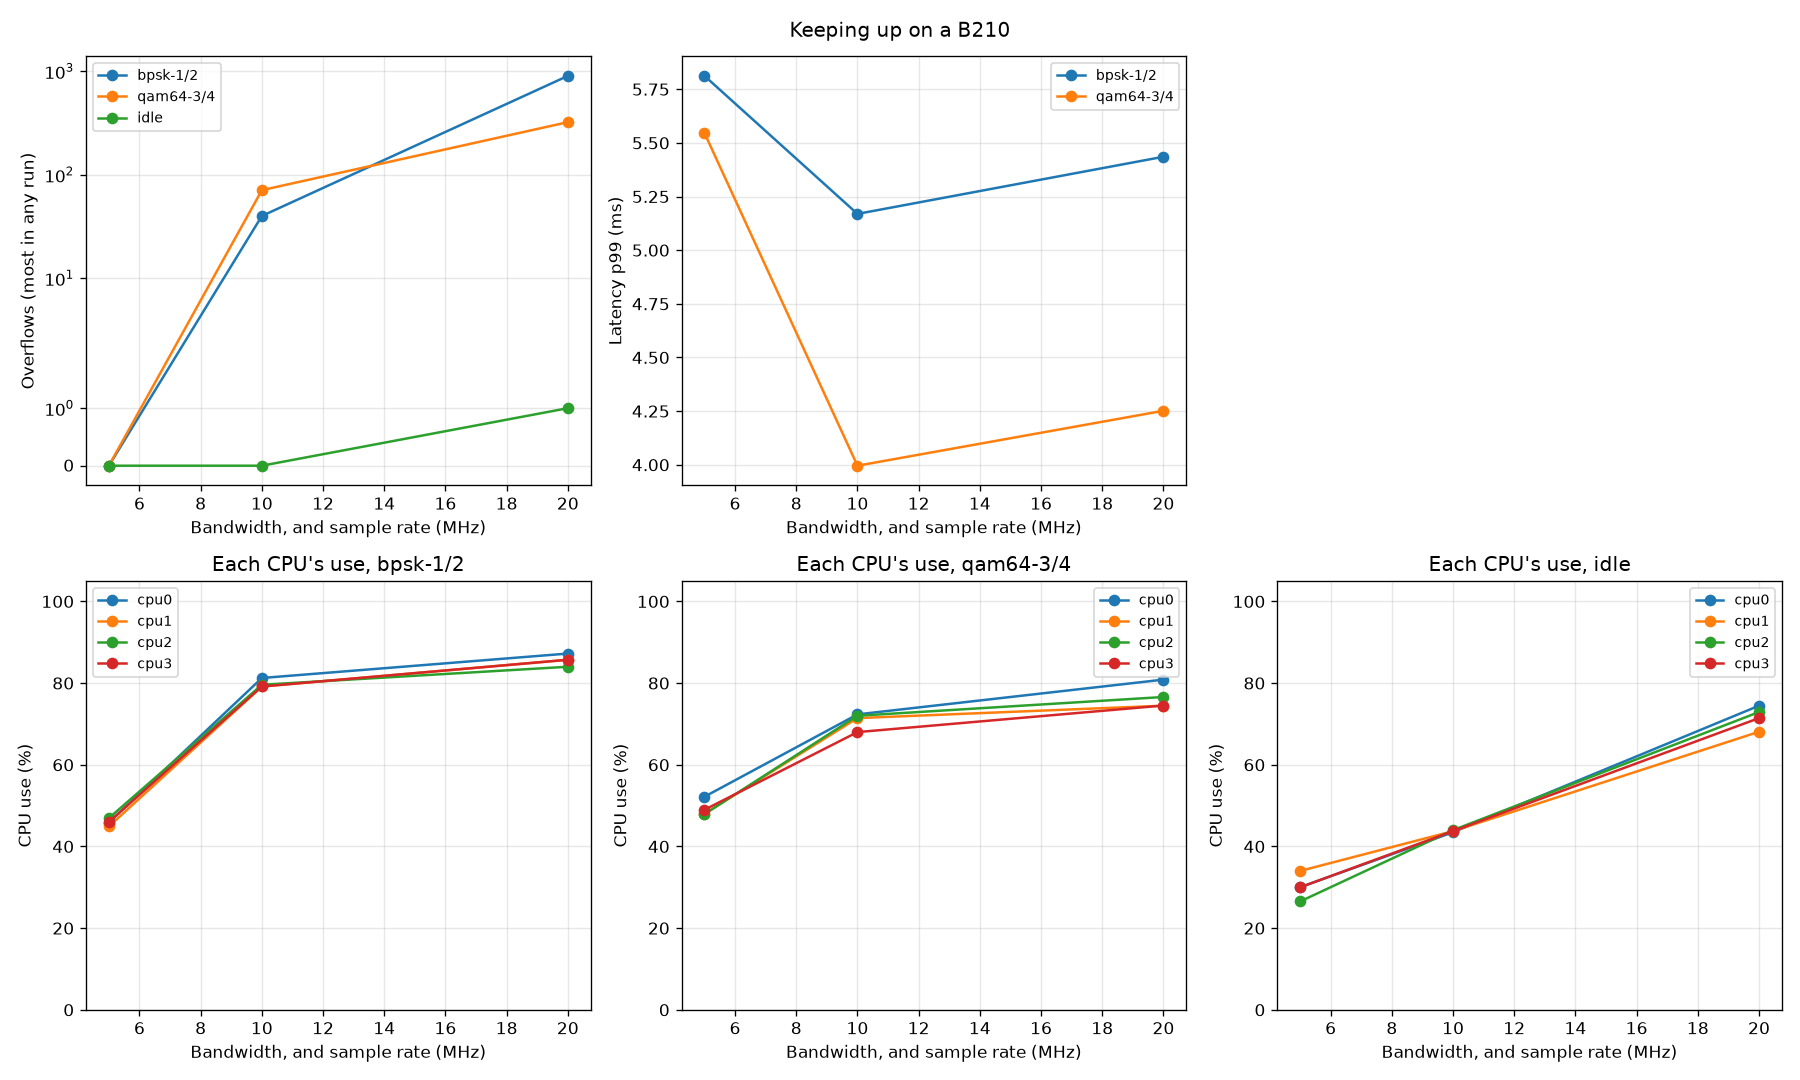 Keeping up on a B210
Overflows (most in any run)
10³
10²
10¹
10⁰
0
bpsk-1/2
qam64-3/4
idle
6 8 10 12 14 16 18 20
Bandwidth, and sample rate (MHz)
Latency p99 (ms)
5.75
5.50
5.25
5.00
4.75
4.50
4.25
4.00
bpsk-1/2
qam64-3/4
6 8 10 12 14 16 18 20
Bandwidth, and sample rate (MHz)
Each CPU's use, bpsk-1/2
CPU use (%)
100
80
60
40
20
0
cpu0
cpu1
cpu2
cpu3
6 8 10 12 14 16 18 20
Bandwidth, and sample rate (MHz)
Each CPU's use, qam64-3/4
CPU use (%)
100
80
60
40
20
0
cpu0
cpu1
cpu2
cpu3
6 8 10 12 14 16 18 20
Bandwidth, and sample rate (MHz)
Each CPU's use, idle
CPU use (%)
100
80
60
40
20
0
cpu0
cpu1
cpu2
cpu3
6 8 10 12 14 16 18 20
Bandwidth, and sample rate (MHz)